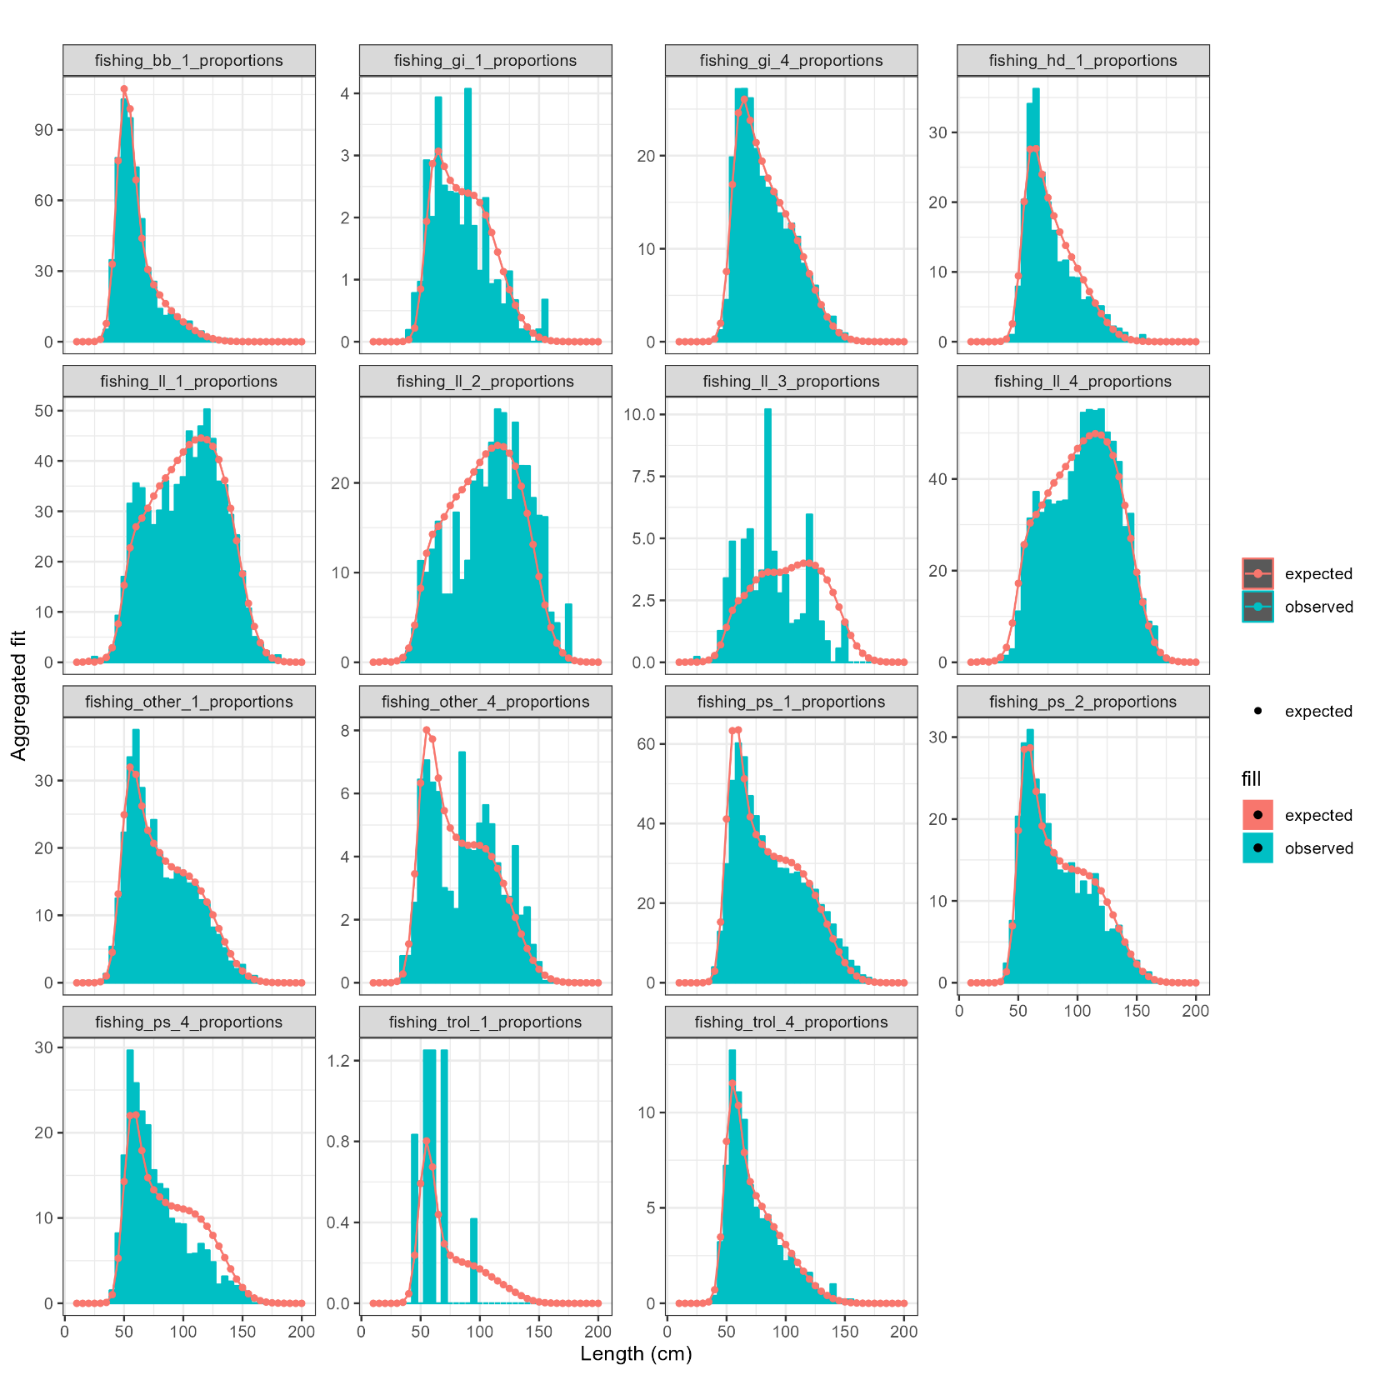 fishing_bb_1_proportions
fishing_gi_1_proportions
fishing_gi_4_proportions
fishing_hd_1_proportions
90
60
30
0
4
3
2
1
0
20
10
0
30
20
10
0
fishing_ll_1_proportions
fishing_ll_2_proportions
fishing_ll_3_proportions
fishing_ll_4_proportions
50
40
30
20
10
0
20
10
0
10.0
7.5
5.0
2.5
0.0
40
20
0
fishing_other_1_proportions
fishing_other_4_proportions
fishing_ps_1_proportions
fishing_ps_2_proportions
30
20
10
0
8
6
4
2
0
60
40
20
0
30
20
10
0
0 50 100 150 200
fishing_ps_4_proportions
fishing_trol_1_proportions
fishing_trol_4_proportions
30
20
10
0
1.2
0.8
0.4
0.0
10
5
0
0 50 100 150 200
0 50 100 150 200
0 50 100 150 200
Length (cm)
Aggregated fit
expected
observed
expected
fill
expected
observed